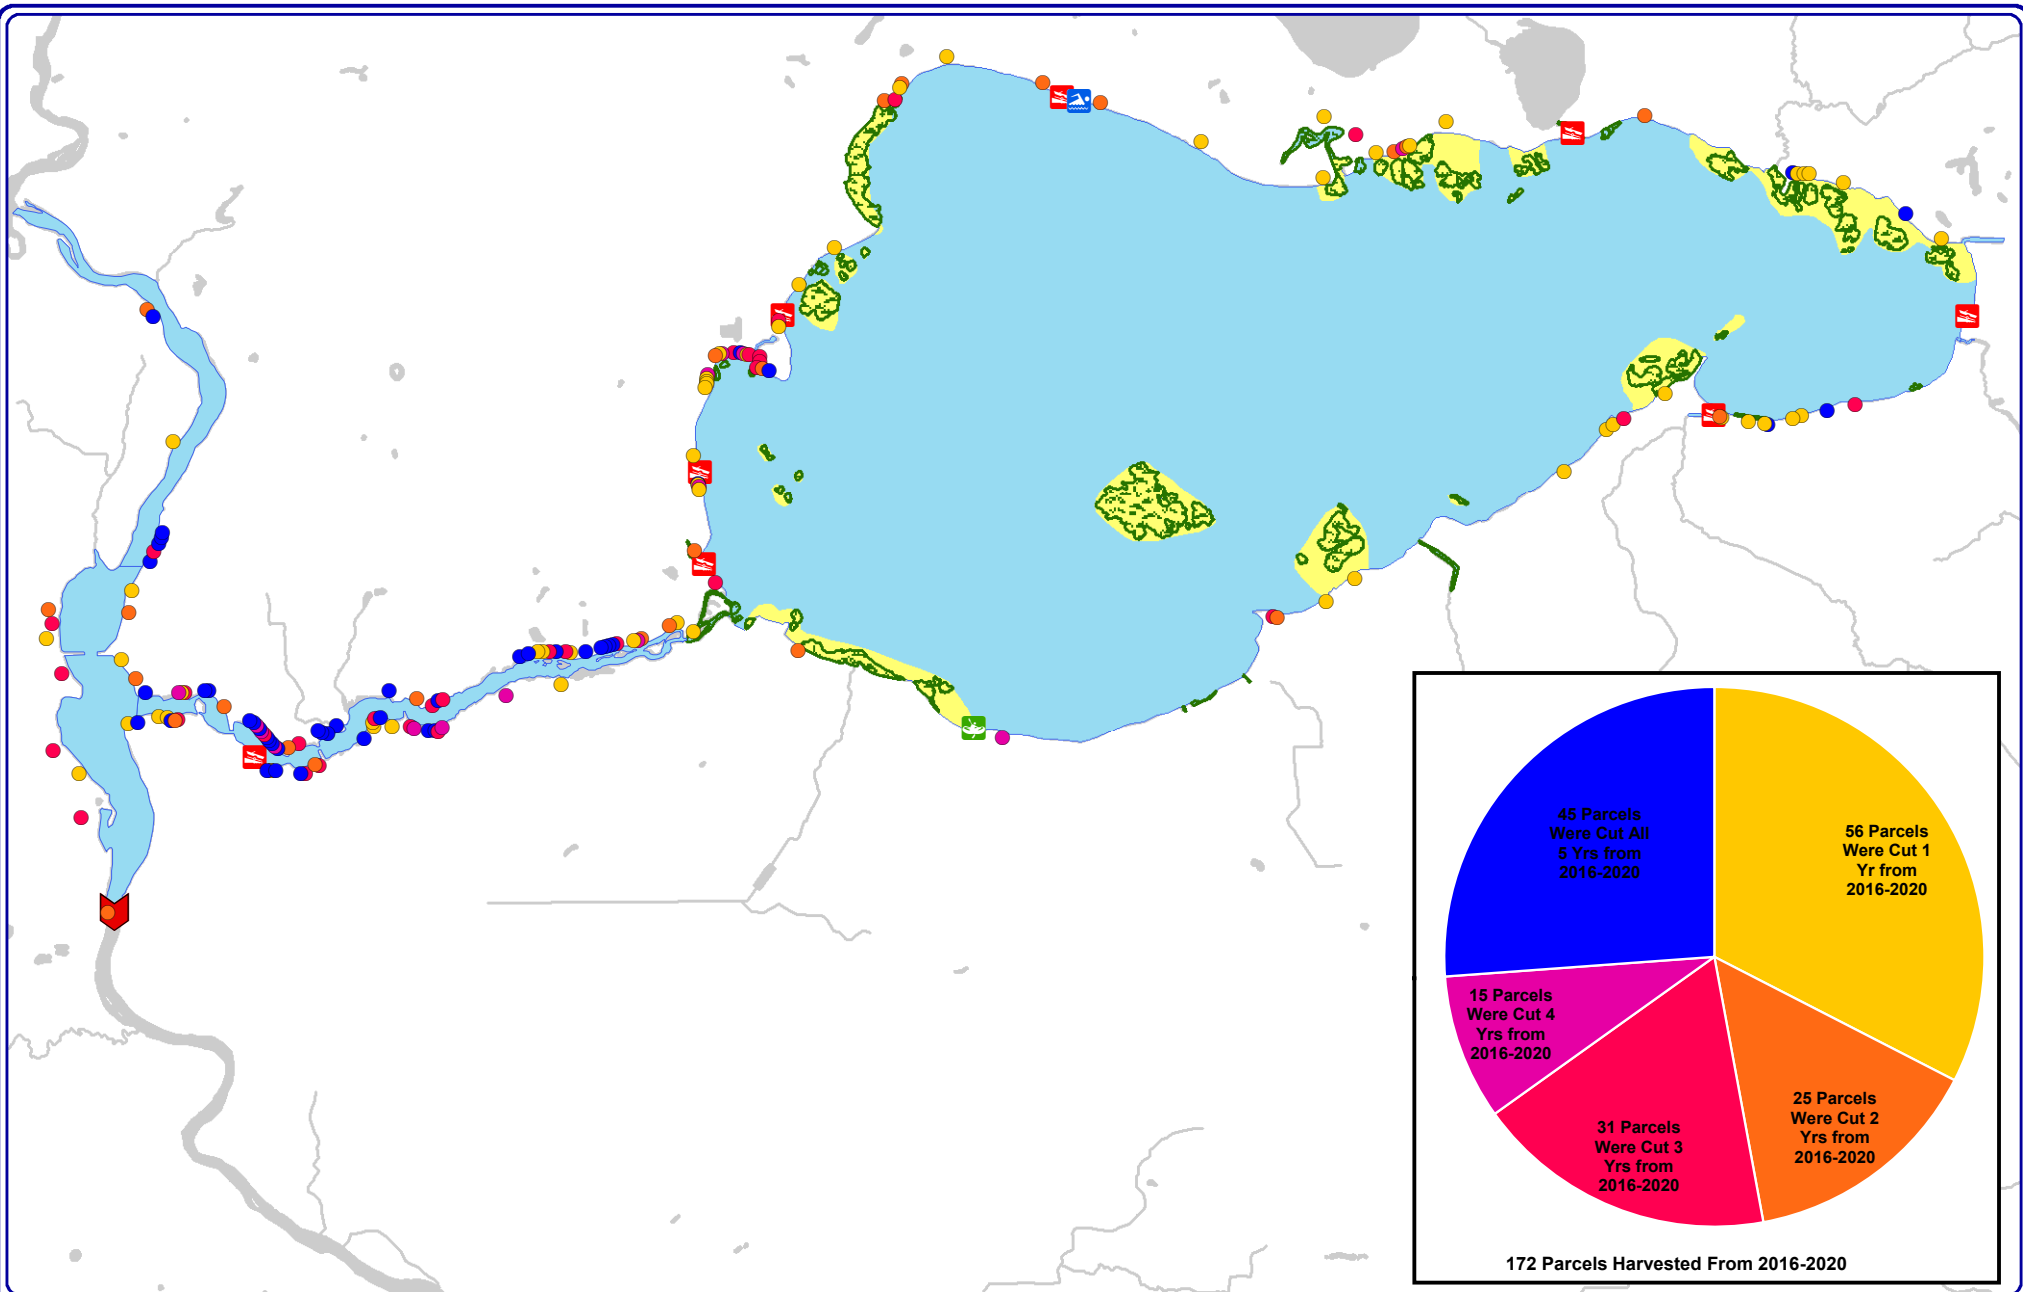 45 Parcels
Were Cut All
5 Yrs from
2016-2020
56 Parcels
Were Cut 1
Yr from
2016-2020
15 Parcels
Were Cut 4
Yrs from
2016-2020
25 Parcels
Were Cut 2
Yrs from
2016-2020
31 Parcels
Were Cut 3
Yrs from
2016-2020
172 Parcels Harvested From 2016-2020